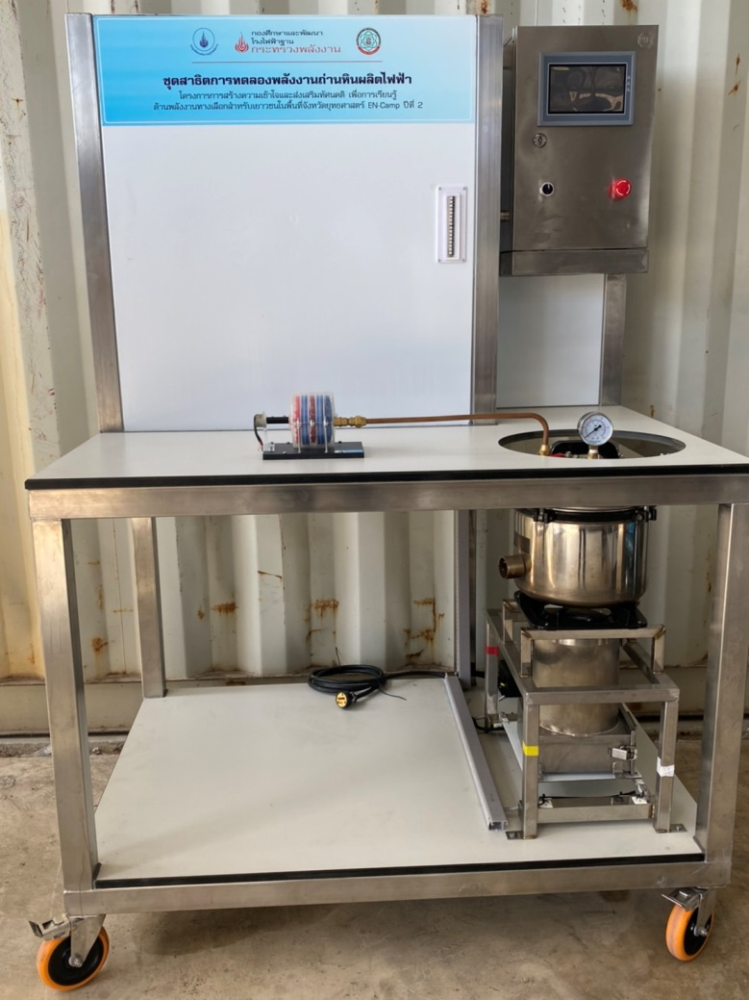 กองศึกษาและพัฒนา
โรงไฟฟ้าฐาน
กระทรวงพลังงาน
ชุดสาธิตการทดลองพลังงานถ่านหินผลิตไฟฟ้า
โครงการการสร้างความเข้าใจและส่งเสริมทัศนคติ เพื่อการเรียนรู้
ด้านพลังงานทางเลือกสำหรับเยาวชนในพื้นที่จังหวัดยุทธศาสตร์ EN-Camp ปีที่ 2